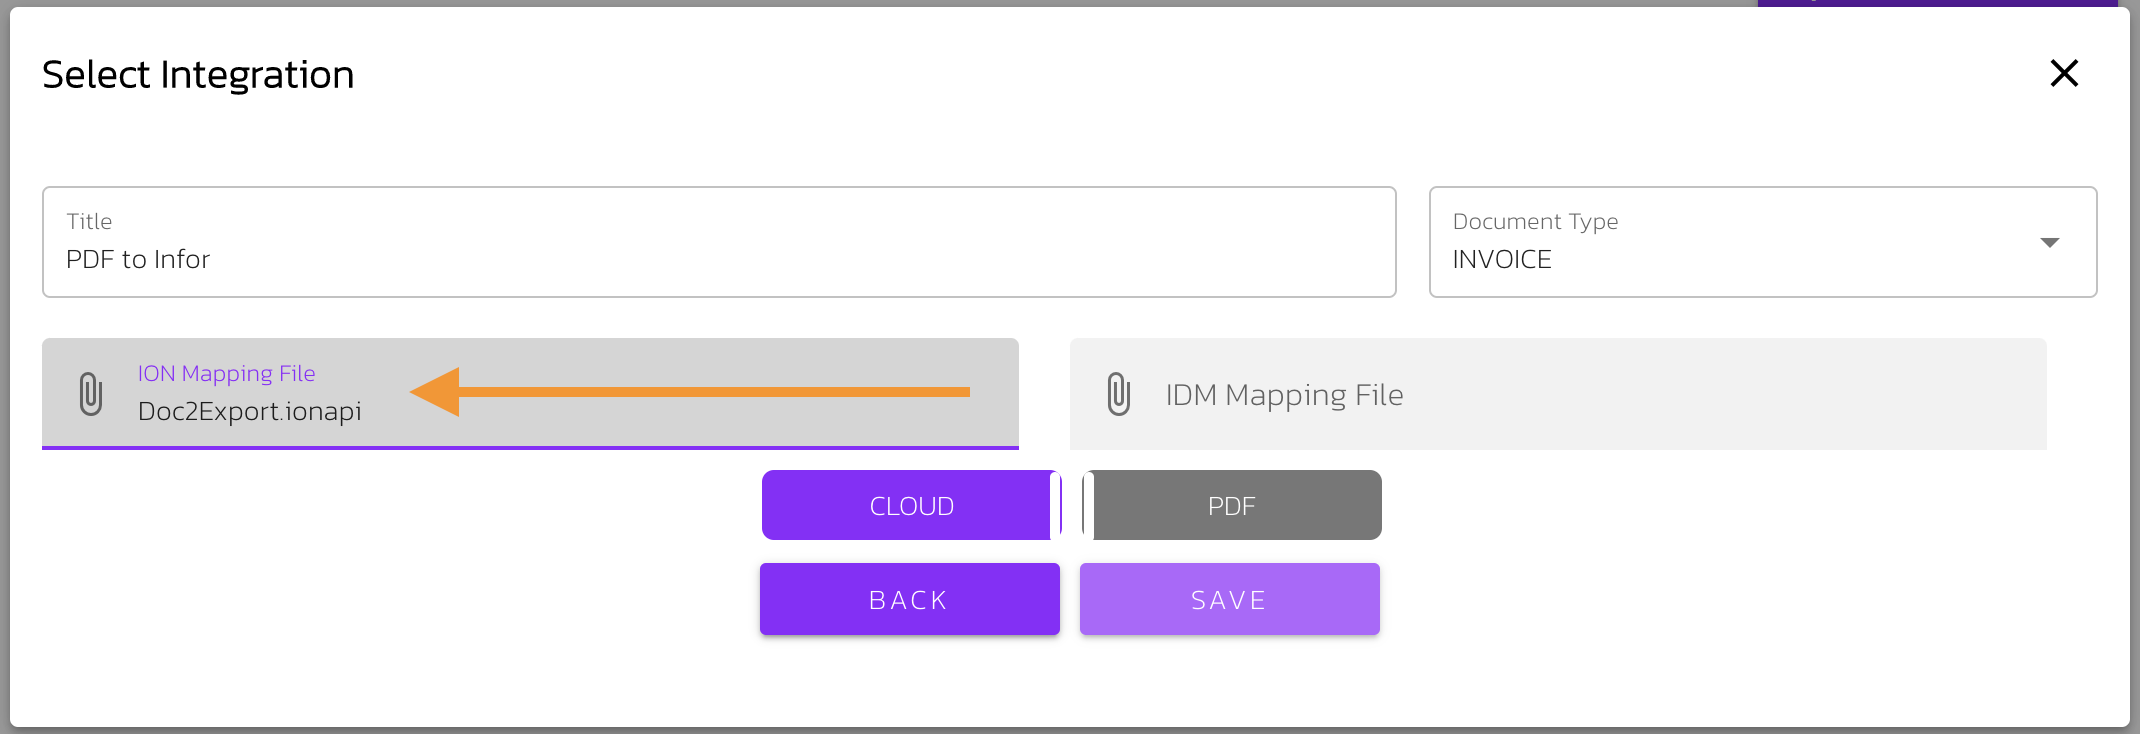 Select Integration
Title
PDF to Infor
Document Type
INVOICE
ION Mapping File
Doc2Export.ionapi
IDM Mapping File
CLOUD
PDF
BACK
SAVE